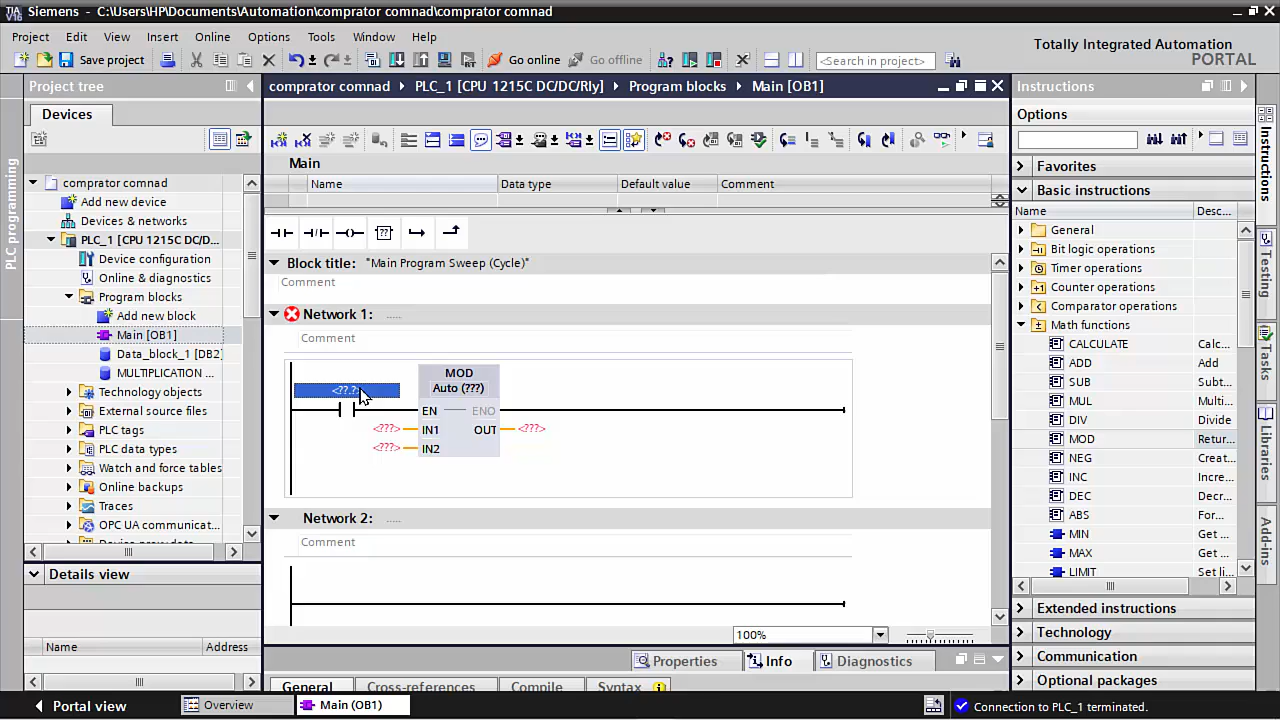 TIA
V16
Siemens - C:\Users\HP\Documents\Automation\comprator comnad\comprator comnad
Project Edit View Insert Online Options Tools Window Help
Totally Integrated Automation
PORTAL
Save project
Go online
Go offline
<Search in project>
Project tree
comprator comnad
PLC_1 [CPU 1215C DC/DC/Rly]
Program blocks
Main [OB1]
Instructions
Devices
Options
PLC programming
Main
Name Data type Default value Comment
comprator comnad
Add new device
Devices & networks
PLC_1 [CPU 1215C DC/D...
Device configuration
Online & diagnostics
Program blocks
Add new block
Main [OB1]
Data_block_1 [DB2]
MULTIPLICATION ...
Technology objects
External source files
PLC tags
PLC data types
Watch and force tables
Online backups
Traces
OPC UA communicat...
Details view
Name Address
Block title: "Main Program Sweep (Cycle)"
Comment
Network 1: .....
Comment
<??.?>
MOD
Auto (???)
EN ENO
<???> IN1 OUT <???>
<???> IN2
Network 2: .....
Comment
100%
Properties
Info
Diagnostics
General
Cross-references
Compile
Syntax
Favorites
Basic instructions
Name Desc...
General
Bit logic operations
Timer operations
Counter operations
Comparator operations
Math functions
CALCULATE Calc...
ADD Add
SUB Subt...
MUL Multi...
DIV Divide
MOD Retur...
NEG Creat...
INC Incre...
DEC Decr...
ABS For...
MIN Get ...
MAX Get ...
LIMIT Set li...
Extended instructions
Technology
Communication
Optional packages
Instructions
Testing
Tasks
Libraries
Add-ins
Portal view
Overview
Main (OB1)
Connection to PLC_1 terminated.